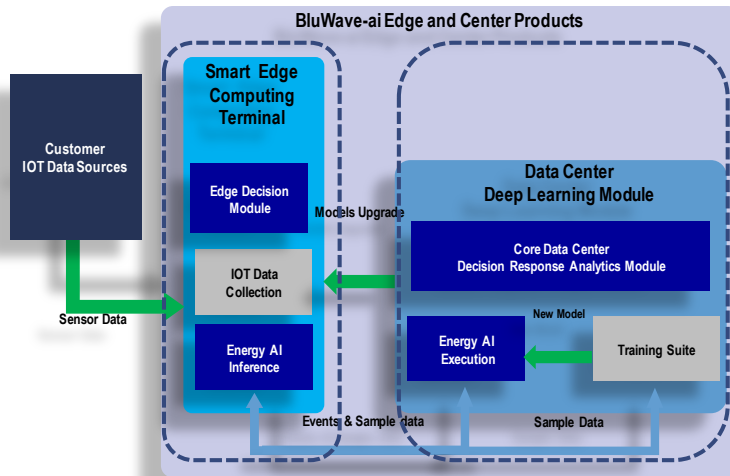 BluWave-ai Edge and Center Products
Smart Edge
Computing
Terminal
Customer
IOT Data Sources
Edge Decision
Module
Models Upgrade
Data Center
Deep Learning Module
Core Data Center
Decision Response Analytics Module
IOT Data
Collection
Sensor Data
New Model
Energy AI
Inference
Energy AI
Execution
Training Suite
Events & Sample data
Sample Data